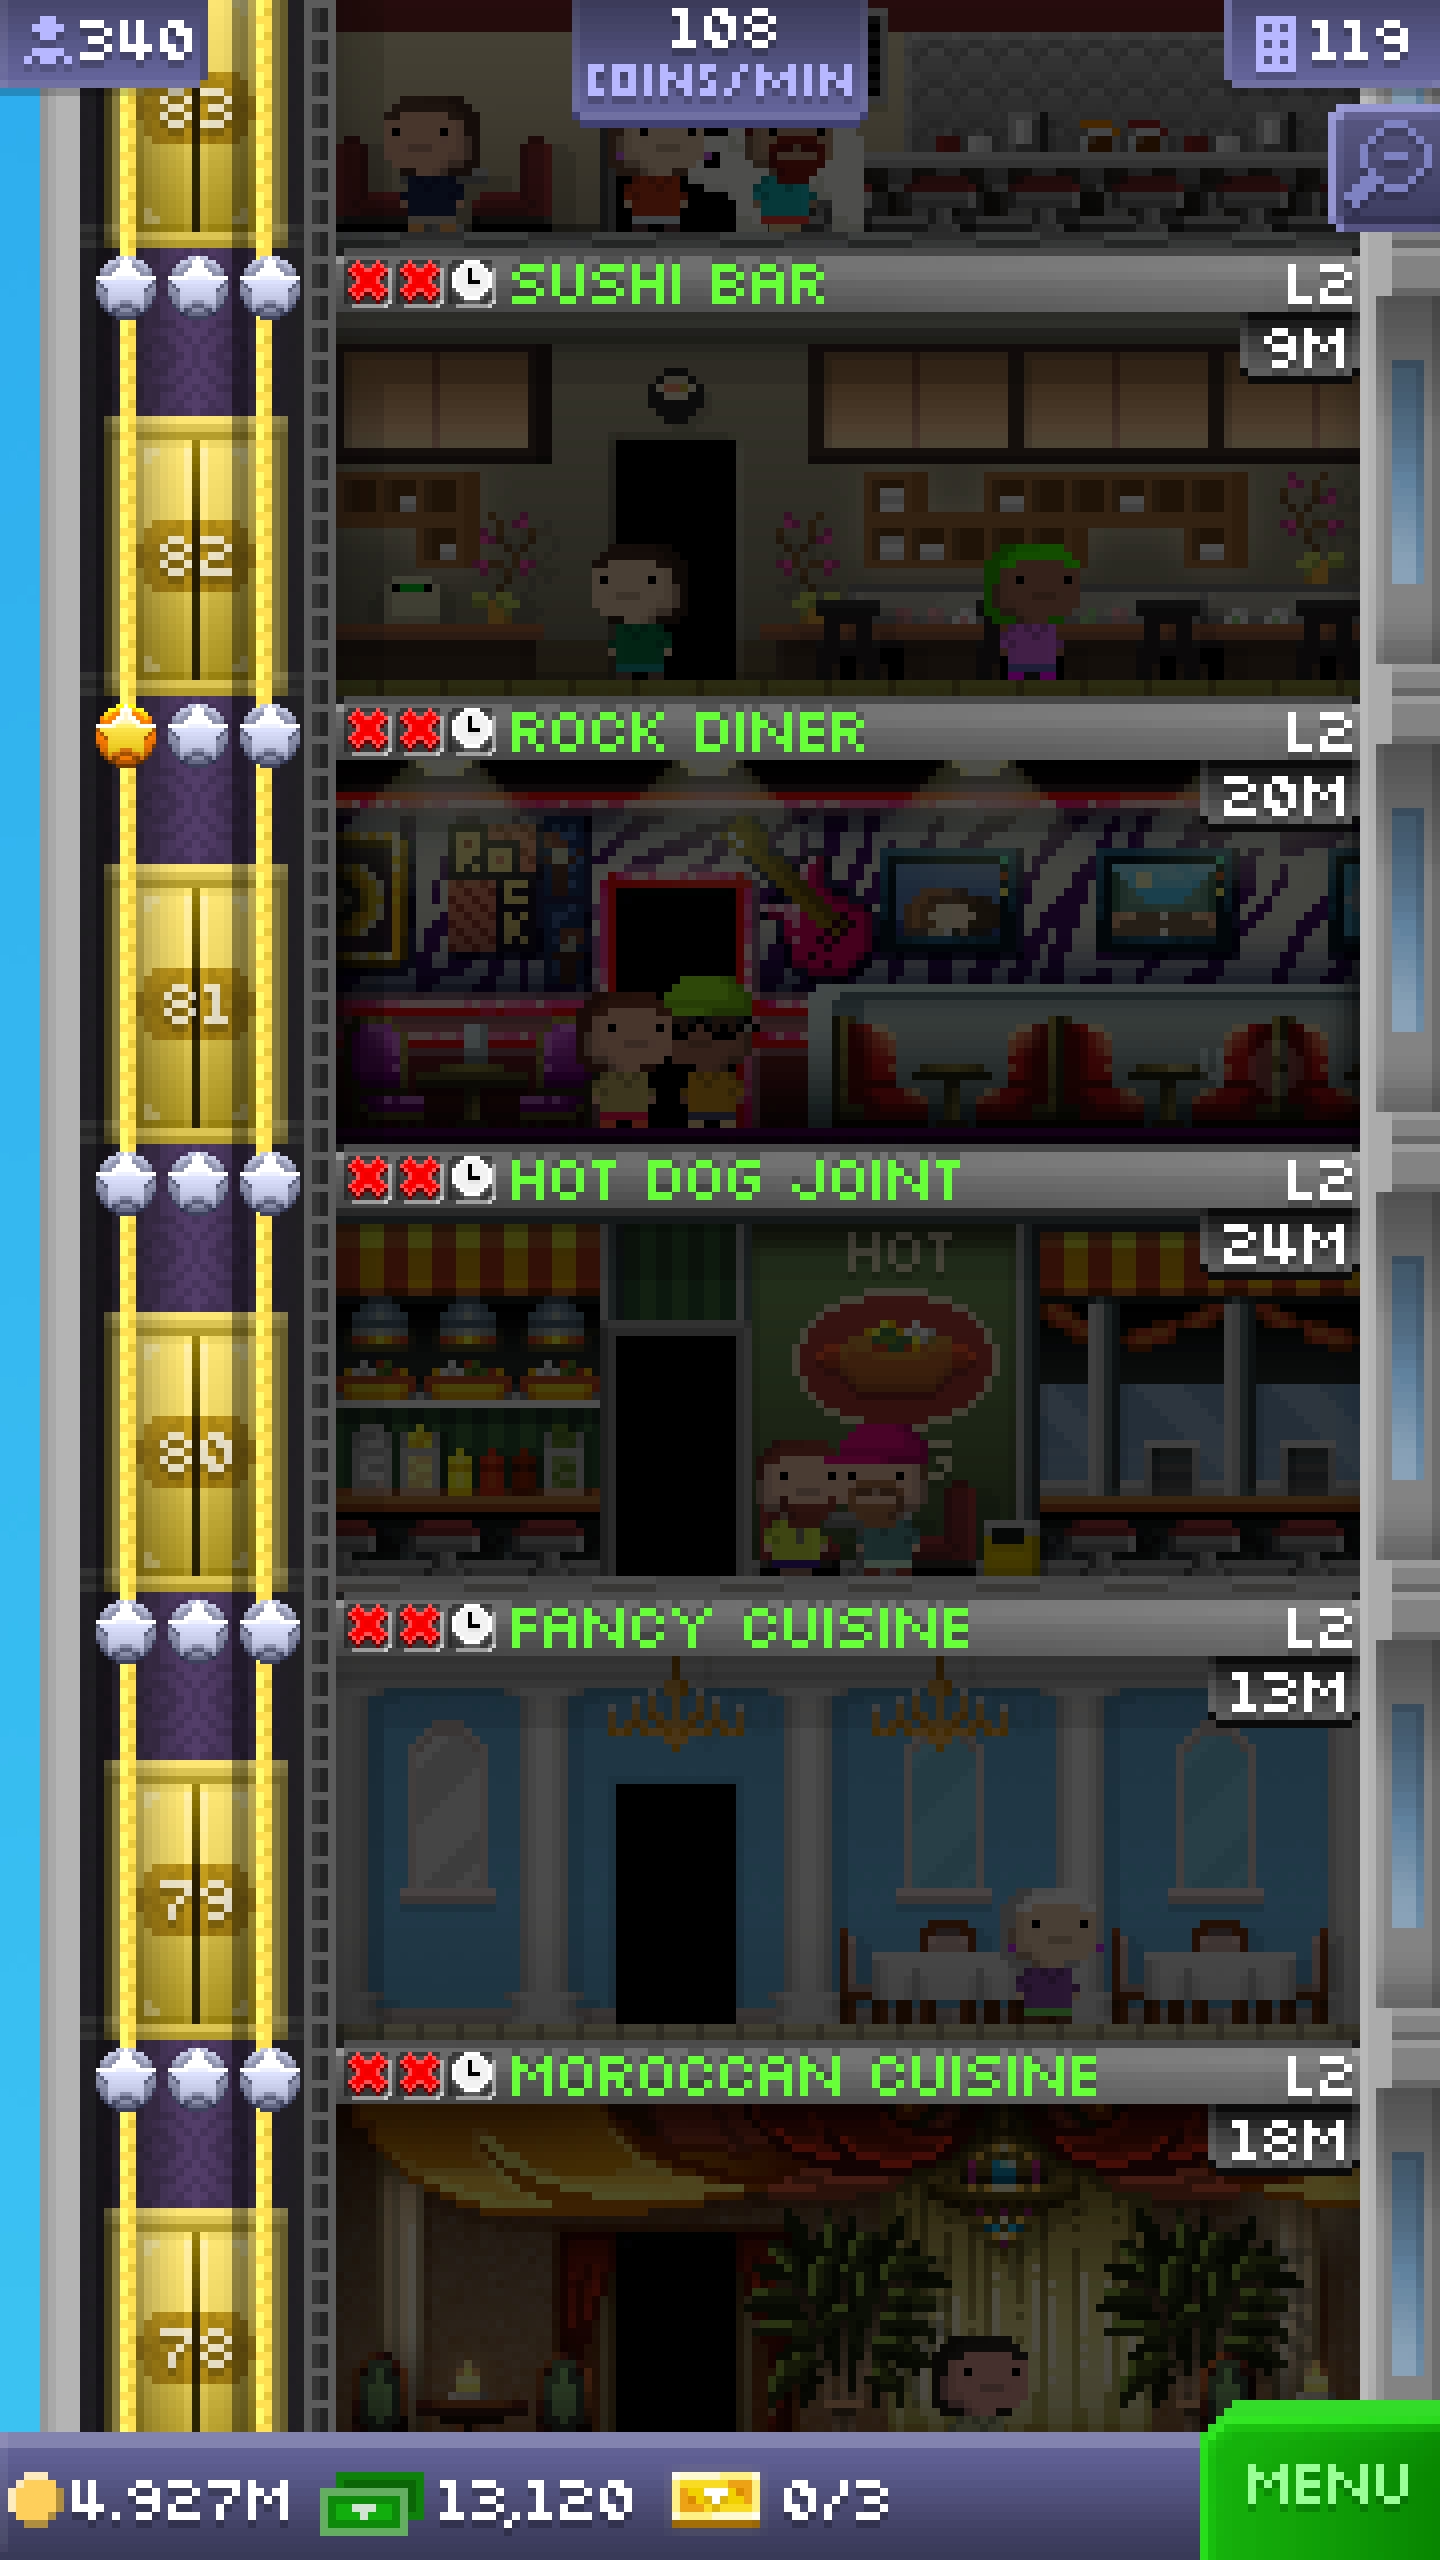 340
108
COINS/MIN
119
83
SUSHI BAR
L2
9M
82
ROCK DINER
L2
20M
RO
CK
81
HOT DOG JOINT
L2
24M
HOT
80
FANCY CUISINE
L2
13M
79
MOROCCAN CUISINE
L2
18M
78
4.927M
13,120
0/3
MENU